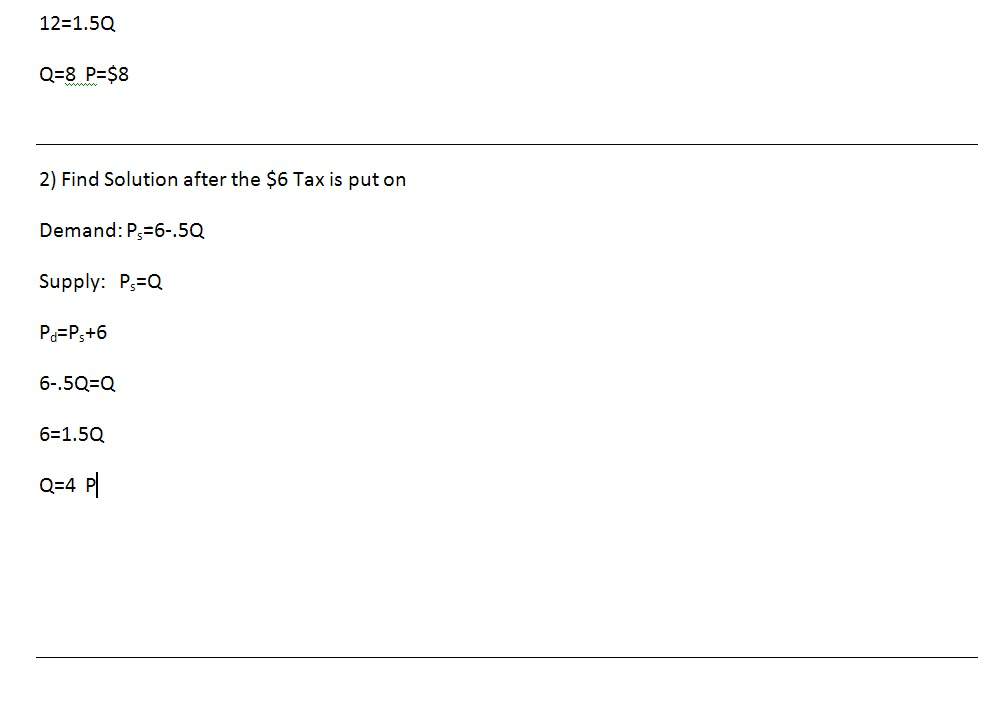 12=1.5Q
Q=8 P=$8
2) Find Solution after the $6 Tax is put on
Demand: Ps=6-.5Q
Supply: Ps=Q
Pd=Ps+6
6-.5Q=Q
6=1.5Q
Q=4 P